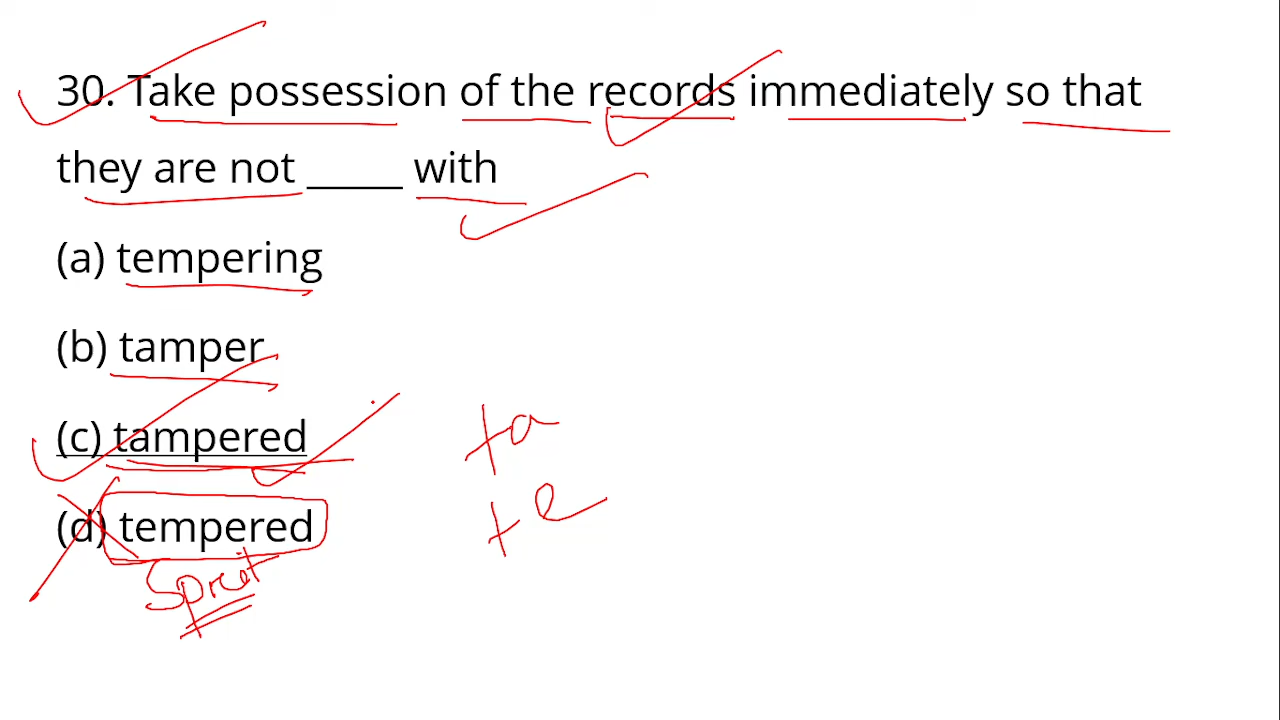 30. Take possession of the records immediately so that
they are not _____ with
(a) tempering
(b) tamper
(c) tampered
ta
(d) tempered
te